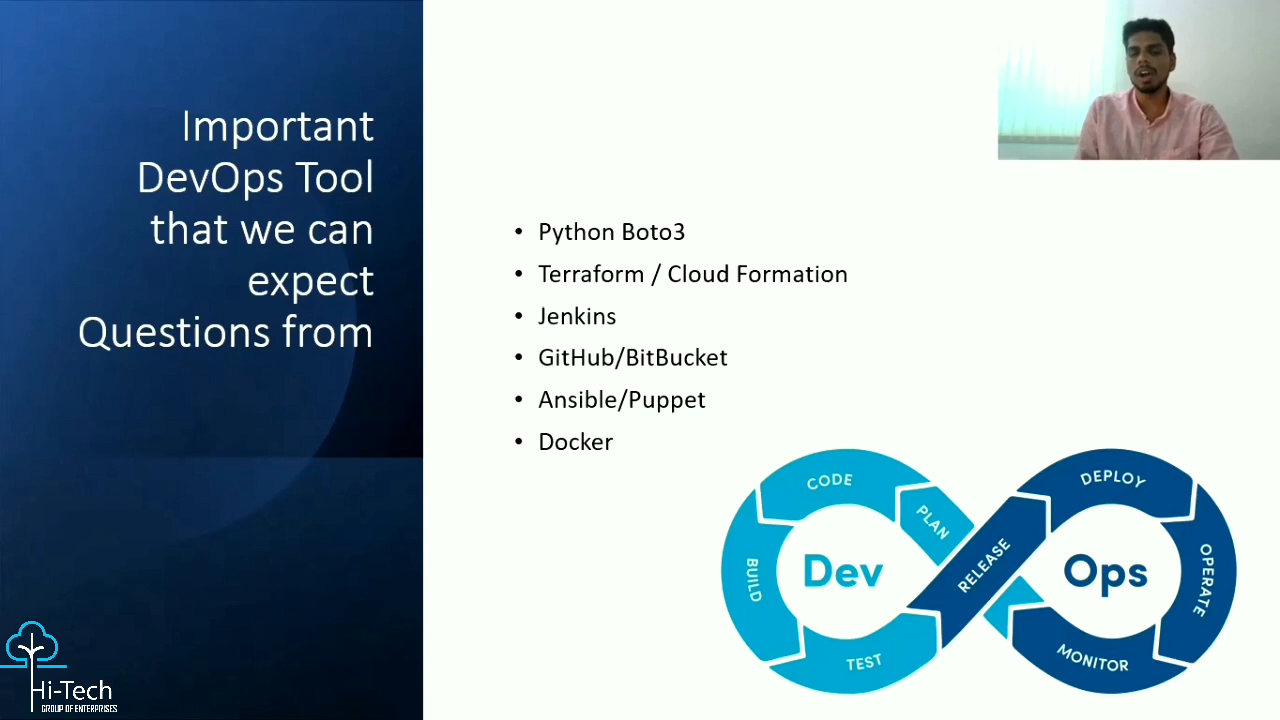 Important
DevOps Tool
that we can
expect
Questions from
• Python Boto3
• Terraform / Cloud Formation
• Jenkins
• GitHub/BitBucket
• Ansible/Puppet
• Docker
CODE
PLAN
BUILD
TEST
Dev
RELEASE
DEPLOY
OPERATE
MONITOR
Ops
Hi-Tech
GROUP OF ENTERPRISES